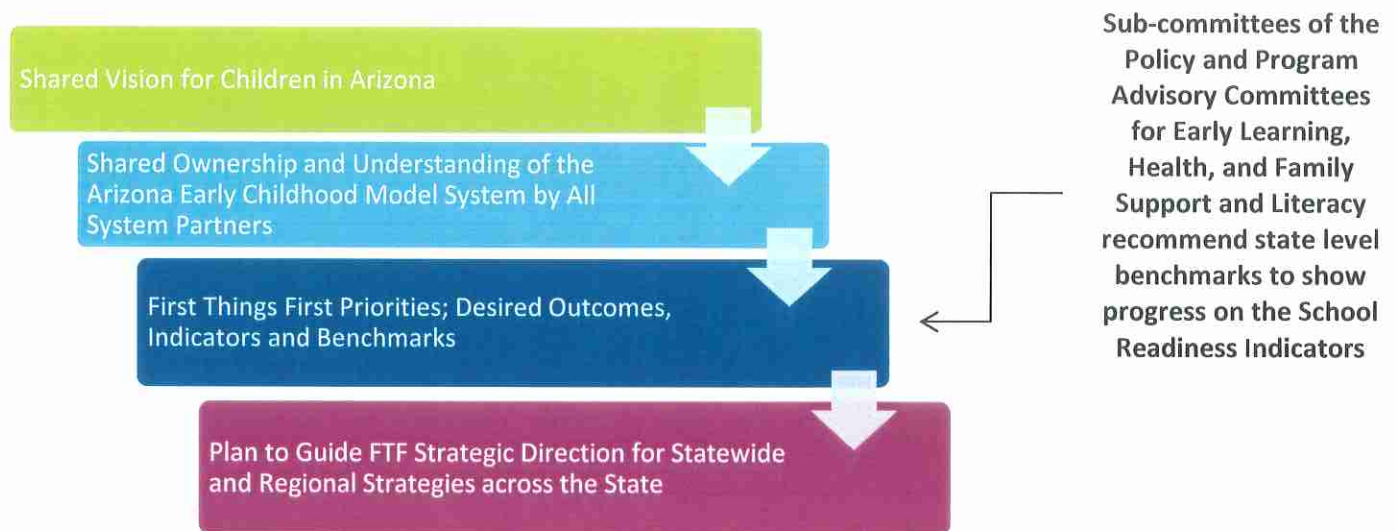 Shared Vision for Children in Arizona
Shared Ownership and Understanding of the
Arizona Early Childhood Model System by All
System Partners
First Things First Priorities; Desired Outcomes,
Indicators and Benchmarks
Plan to Guide FTF Strategic Direction for Statewide
and Regional Strategies across the State
Sub-committees of the
Policy and Program
Advisory Committees
for Early Learning,
Health, and Family
Support and Literacy
recommend state level
benchmarks to show
progress on the School
Readiness Indicators